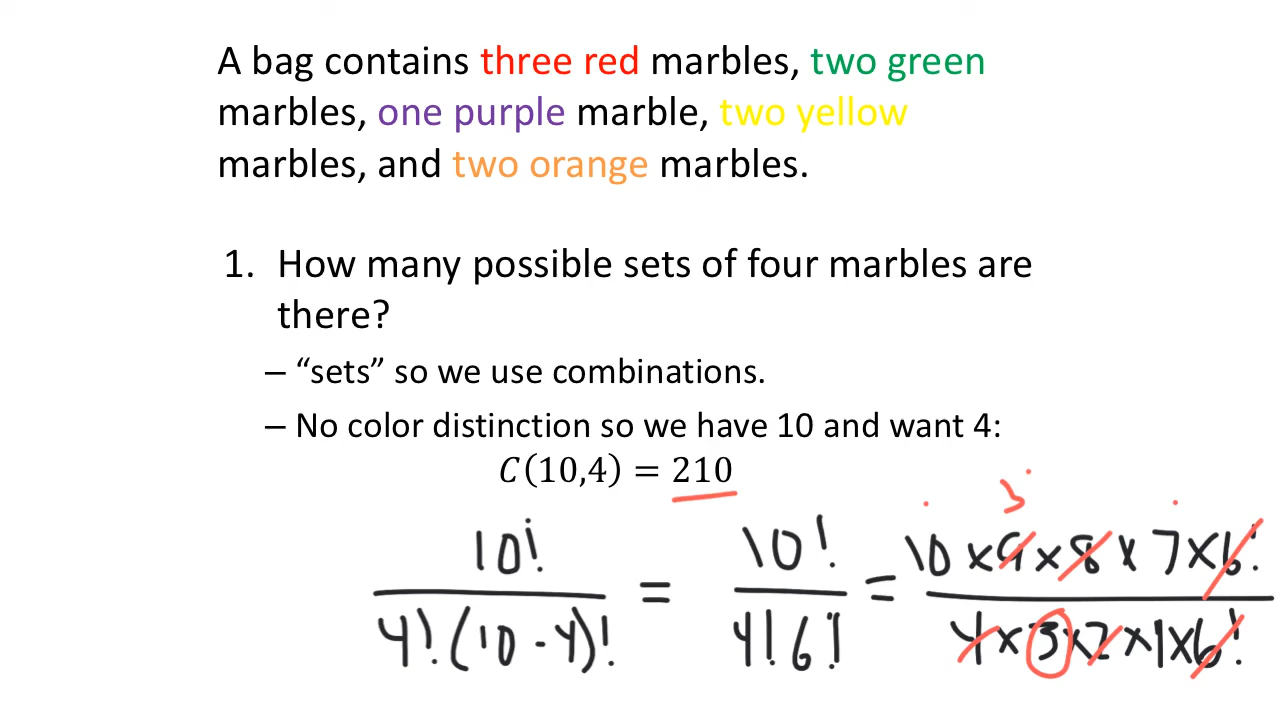 A bag contains three red marbles, two green
marbles, one purple marble, two yellow
marbles, and two orange marbles.
1. How many possible sets of four marbles are
there?
– “sets” so we use combinations.
– No color distinction so we have 10 and want 4:
C(10,4) = 210
3
10! / 4!(10-4)! = 10! / 4!6! = 10×9×8×7×6! / 4×3×2×1×6!